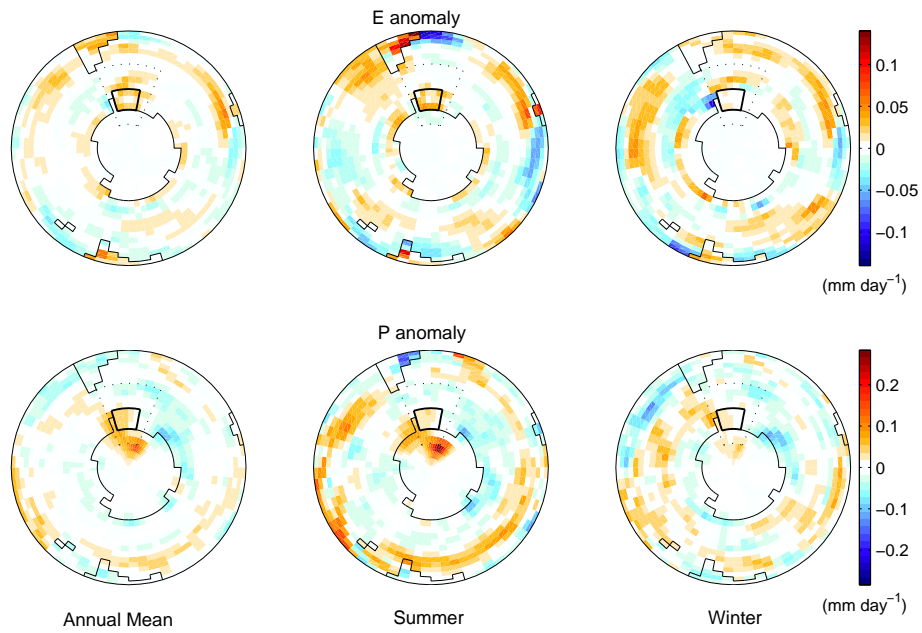 E anomaly
0.1
0.05
0
−0.05
−0.1
(mm day−1)
P anomaly
0.2
0.1
0
−0.1
−0.2
(mm day−1)
Annual Mean
Summer
Winter